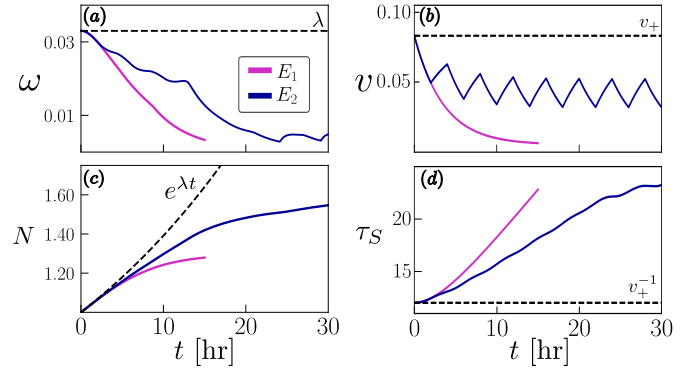 (a)
λ
0.03
0.01
ω
E₁
E₂
(b)
v₊
0.10
0.05
v
(c)
e^{λt}
1.60
1.40
1.20
N
0
10
20
30
t [hr]
(d)
20
15
τ_S
v₊⁻¹
0
10
20
30
t [hr]